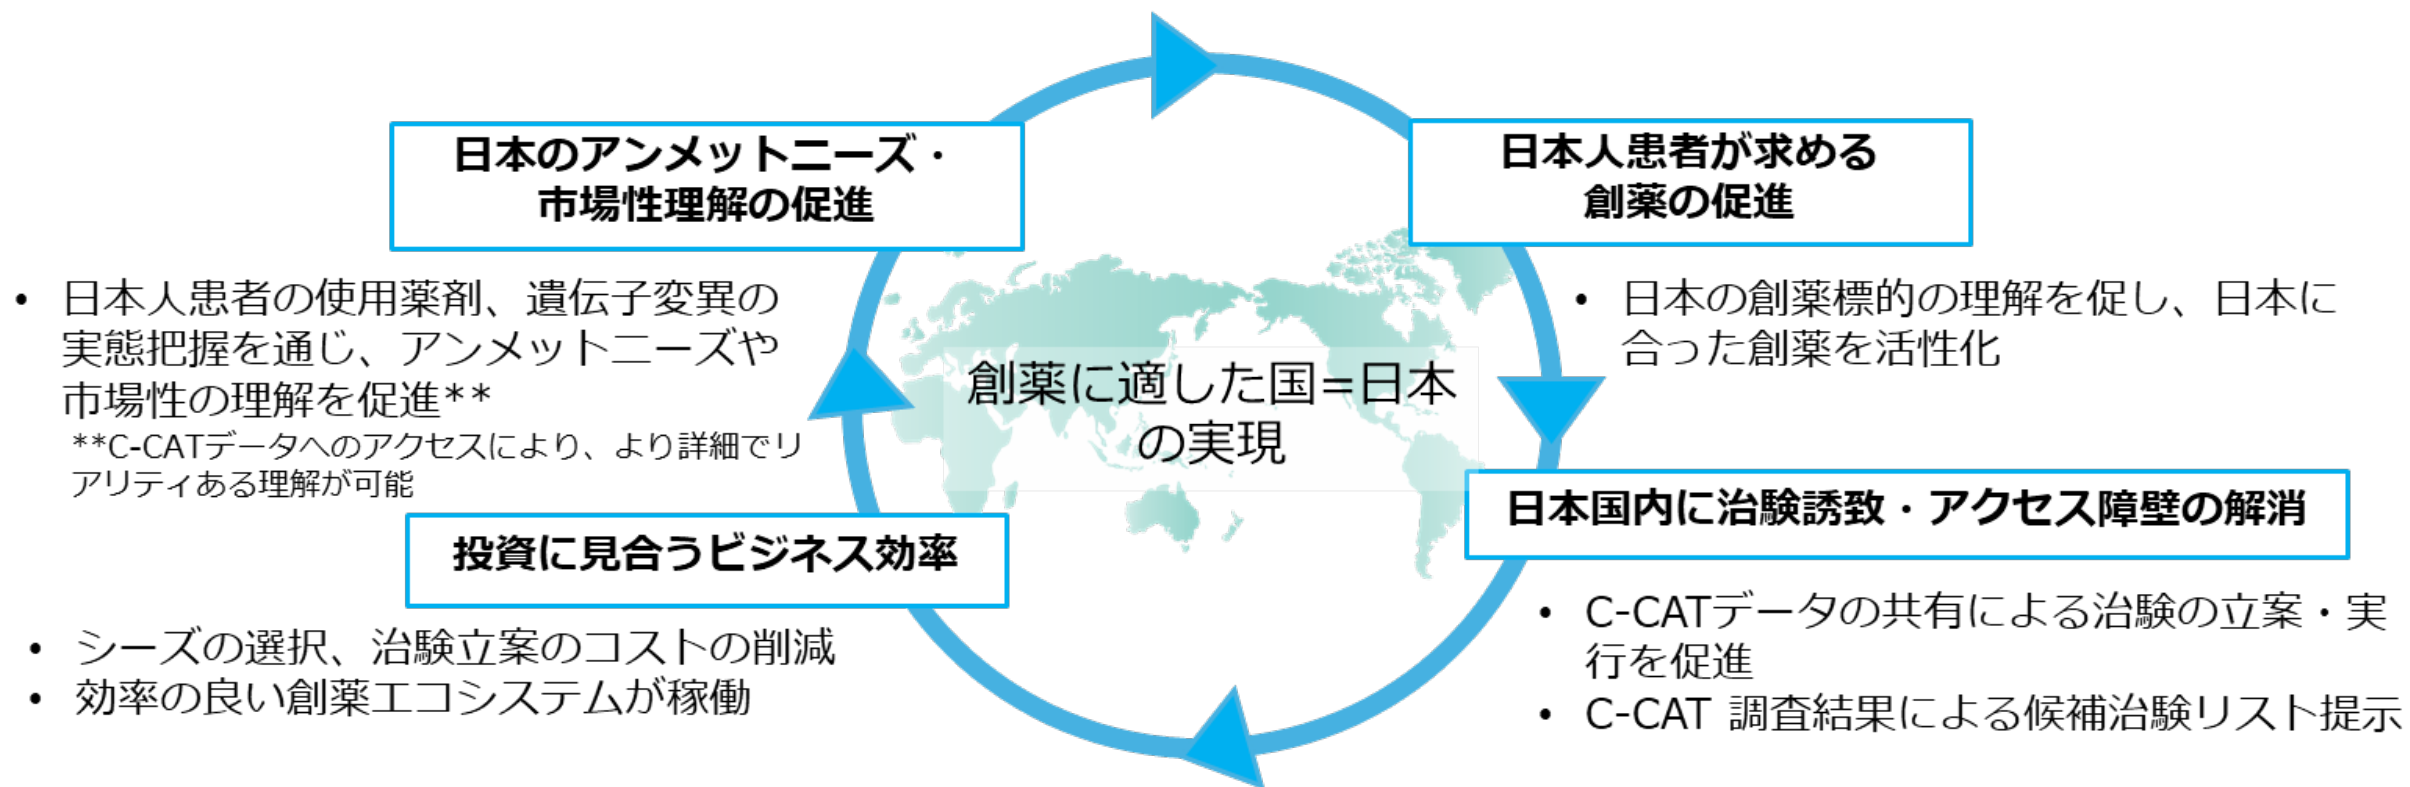 日本のアンメットニーズ・
市場性理解の促進
• 日本人患者の使用薬剤、遺伝子変異の
実態把握を通じ、アンメットニーズや
市場性の理解を促進**
**C-CATデータへのアクセスにより、より詳細でリ
アリティある理解が可能
日本人患者が求める
創薬の促進
• 日本の創薬標的の理解を促し、日本に
合った創薬を活性化
創薬に適した国=日本
の実現
日本国内に治験誘致・アクセス障壁の解消
• C-CATデータの共有による治験の立案・実
行を促進
• C-CAT 調査結果による候補治験リスト提示
投資に見合うビジネス効率
• シーズの選択、治験立案のコストの削減
• 効率の良い創薬エコシステムが稼働